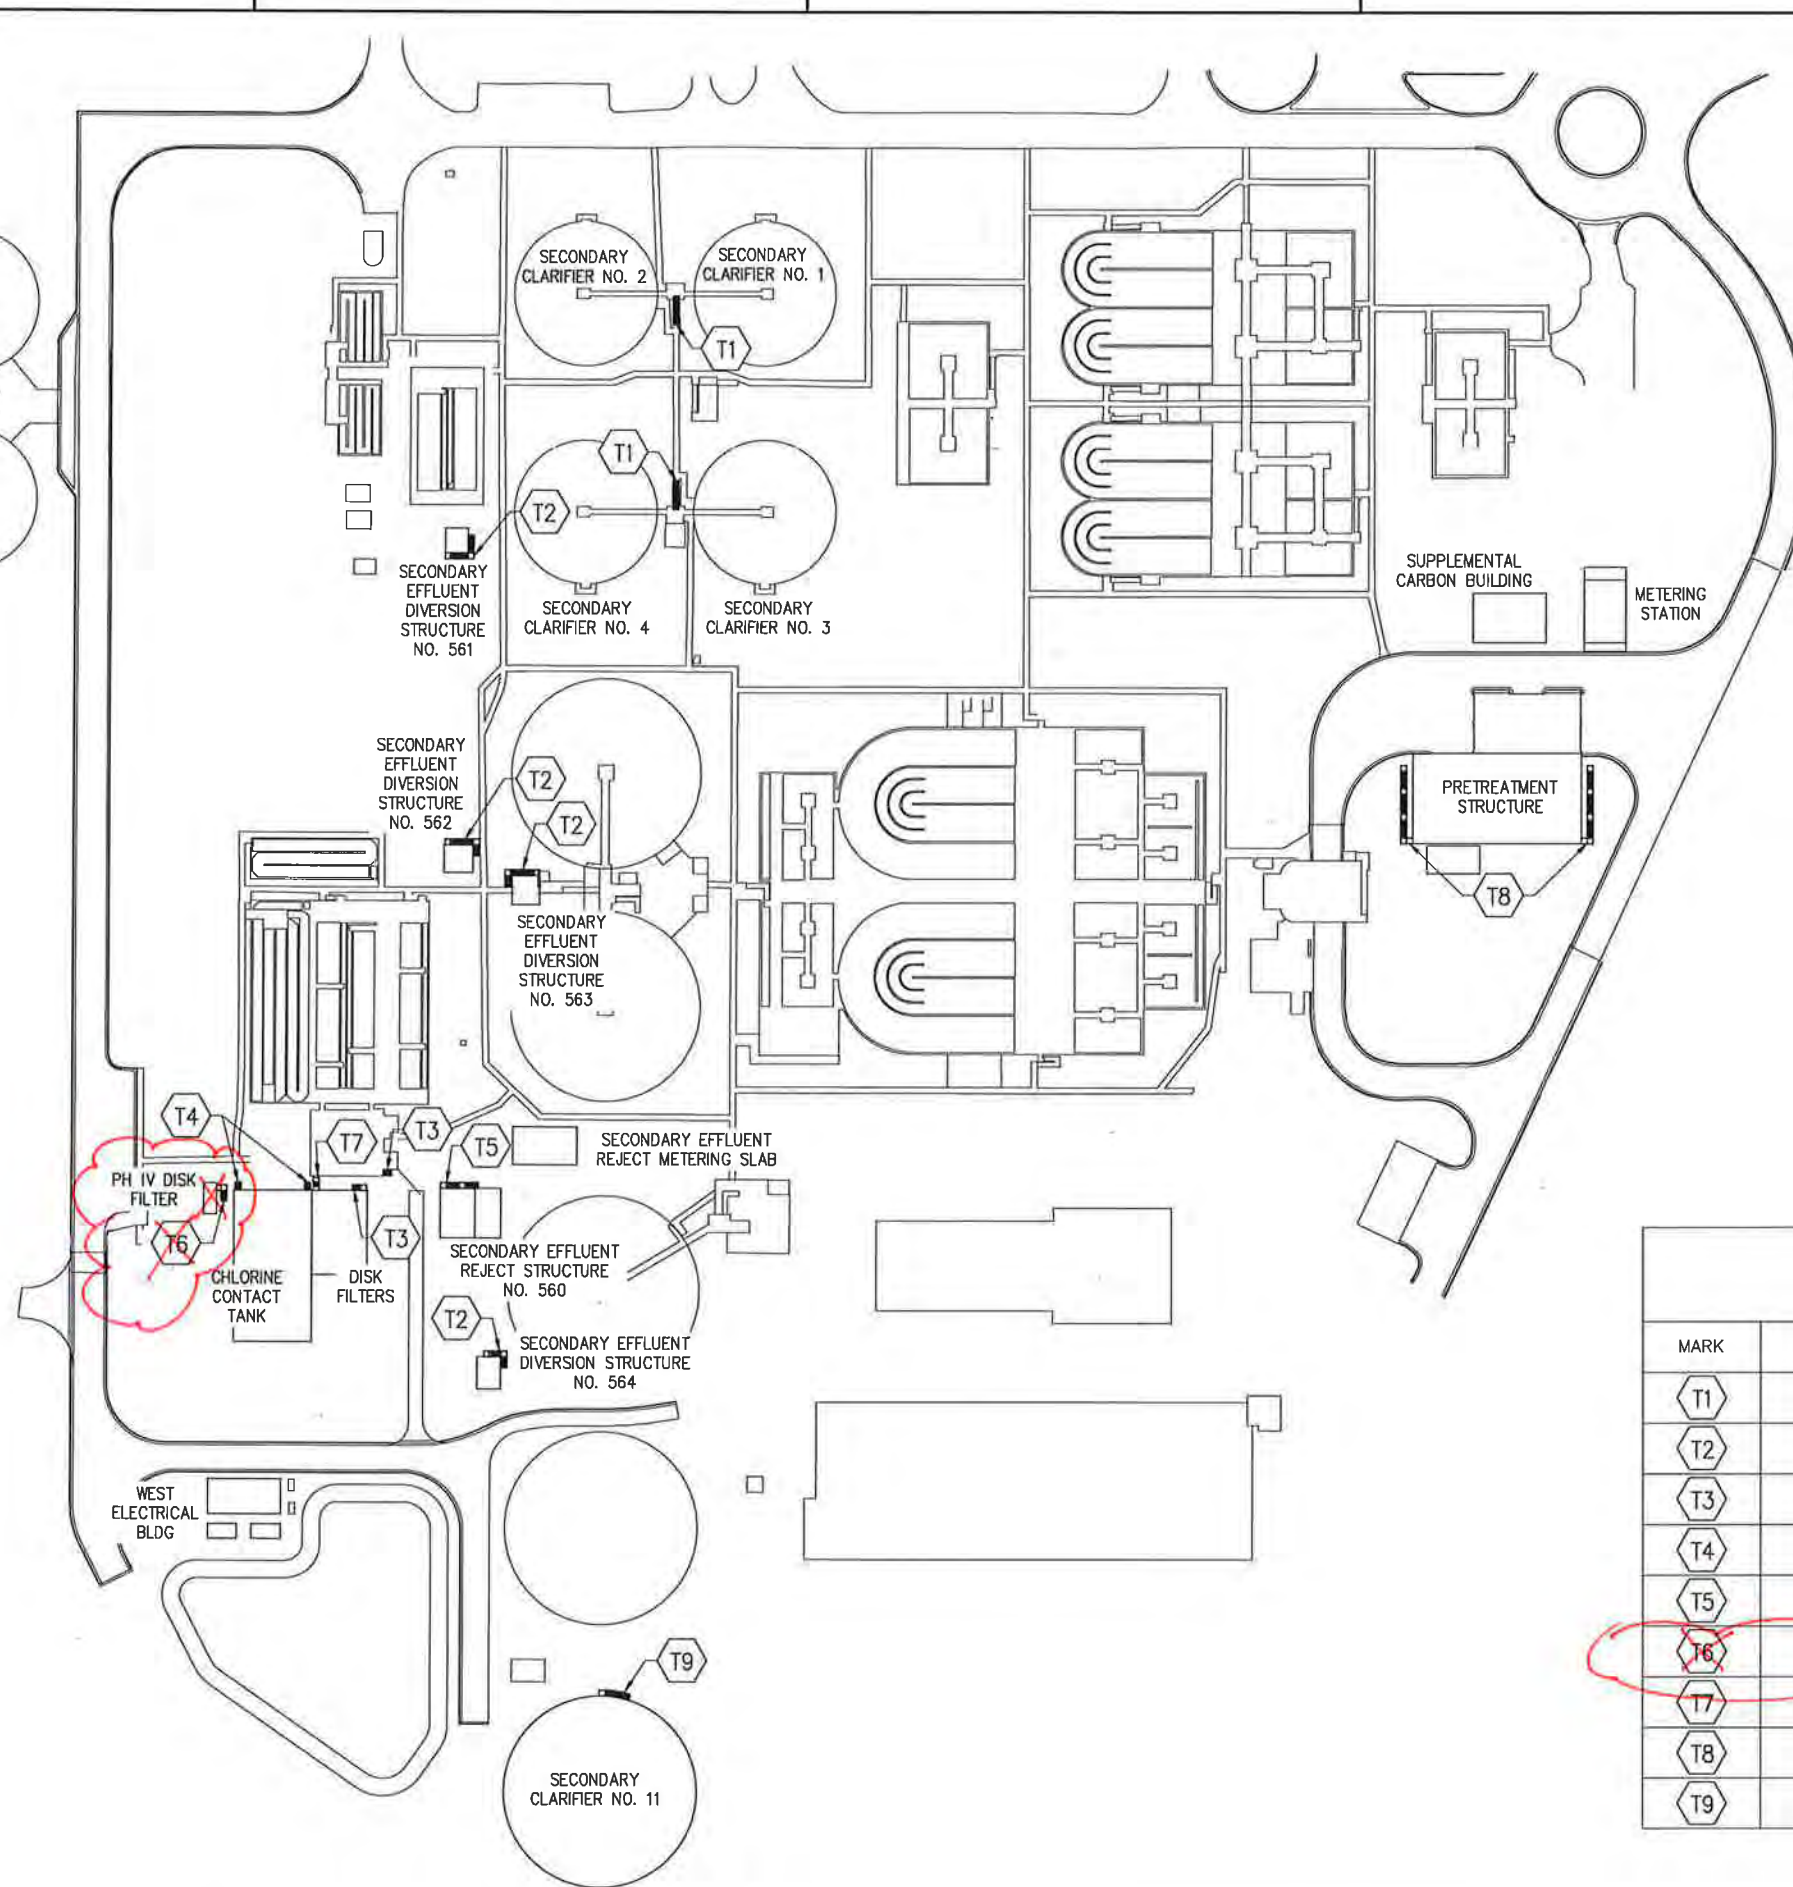 SECONDARY
CLARIFIER NO. 2
SECONDARY
CLARIFIER NO. 1
T1
T1
T2
SECONDARY
EFFLUENT
DIVERSION
STRUCTURE
NO. 561
SECONDARY
CLARIFIER NO. 4
SECONDARY
CLARIFIER NO. 3
SUPPLEMENTAL
CARBON BUILDING
METERING
STATION
SECONDARY
EFFLUENT
DIVERSION
STRUCTURE
NO. 562
T2
T2
PRETREATMENT
STRUCTURE
T8
SECONDARY
EFFLUENT
DIVERSION
STRUCTURE
NO. 563
T4
T7
T3
T5
SECONDARY EFFLUENT
REJECT METERING SLAB
PH IV DISK
FILTER
T6
T3
CHLORINE
CONTACT
TANK
DISK
FILTERS
SECONDARY EFFLUENT
REJECT STRUCTURE
NO. 560
T2
SECONDARY EFFLUENT
DIVERSION STRUCTURE
NO. 564
WEST
ELECTRICAL
BLDG
T9
SECONDARY
CLARIFIER NO. 11
MARK
T1
T2
T3
T4
T5
T6
T7
T8
T9